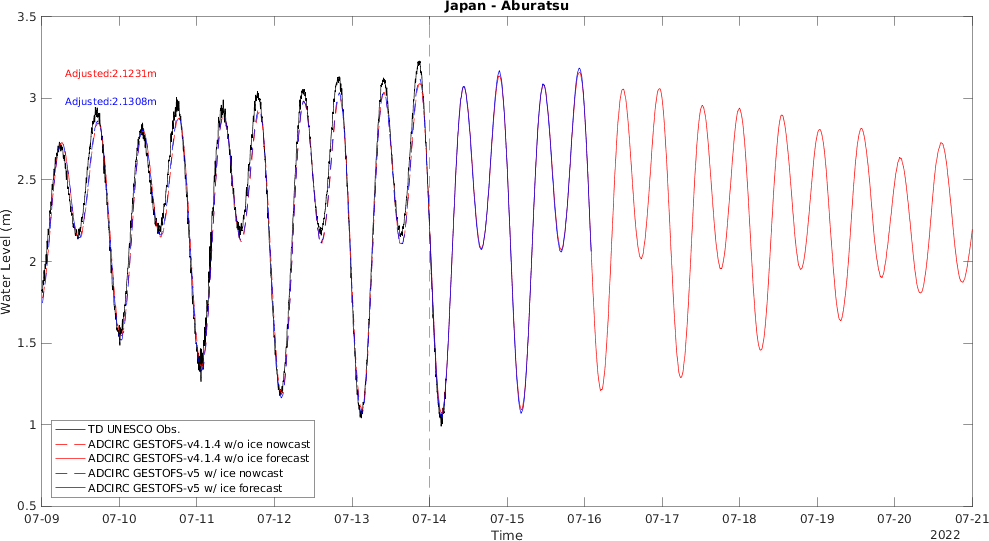 Japan - Aburatsu
3.5
3
2.5
2
1.5
1
0.5
Water Level (m)
Adjusted:2.1231m
Adjusted:2.1308m
TD UNESCO Obs.
ADCIRC GESTOFS-v4.1.4 w/o ice nowcast
ADCIRC GESTOFS-v4.1.4 w/o ice forecast
ADCIRC GESTOFS-v5 w/ ice nowcast
ADCIRC GESTOFS-v5 w/ ice forecast
07-09 07-10 07-11 07-12 07-13 07-14 07-15 07-16 07-17 07-18 07-19 07-20 07-21
Time
2022